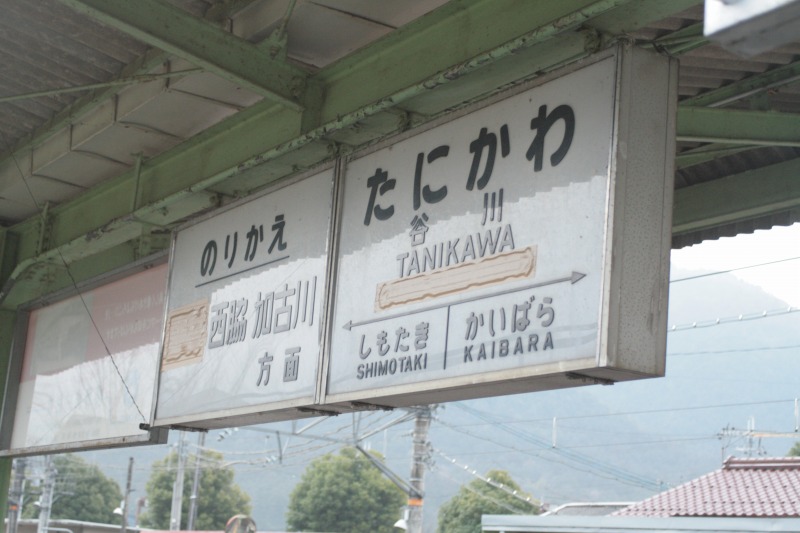 のりかえ
西脇 加古川
方面
たにかわ
谷川
TANIKAWA
しもたき
SHIMOTAKI
かいばら
KAIBARA